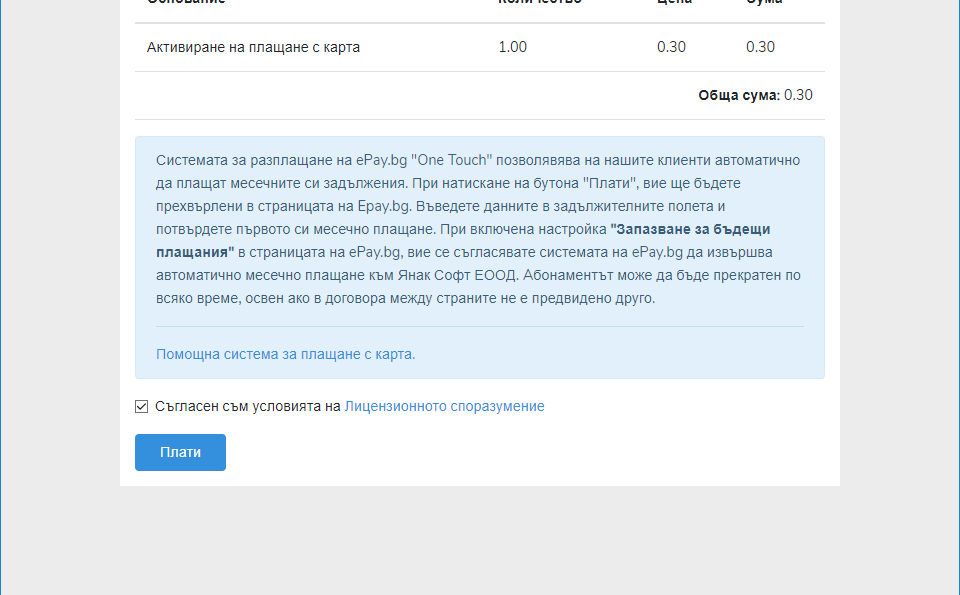 Основание Количество Цена Сума
Активиране на плащане с карта 1.00 0.30 0.30
Обща сума: 0.30
Системата за разплащане на ePay.bg "One Touch" позволявява на нашите клиенти автоматично
да плащат месечните си задължения. При натискане на бутона "Плати", вие ще бъдете
прехвърлени в страницата на Epay.bg. Въведете данните в задължителните полета и
потвърдете първото си месечно плащане. При включена настройка "Запазване за бъдещи
плащания" в страницата на ePay.bg, вие се съгласявате системата на ePay.bg да извършва
автоматично месечно плащане към Янак Софт ЕООД. Абонаментът може да бъде прекратен по
всяко време, освен ако в договора между страните не е предвидено друго.
Помощна система за плащане с карта.
Съгласен съм условията на Лицензионното споразумение
Плати